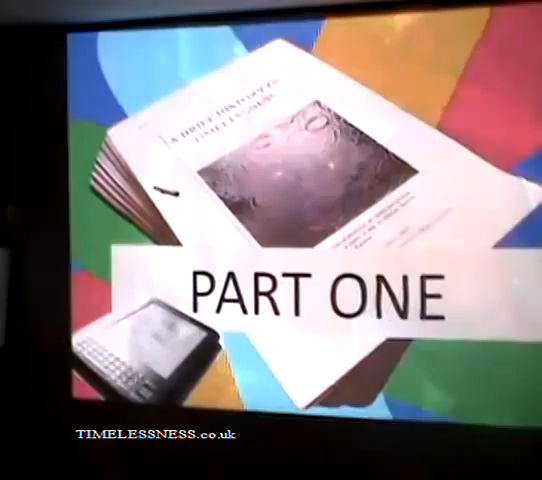 A BRIEF HISTORY OF
TIMELESSNESS
PART ONE
TIMELESSNESS.co.uk